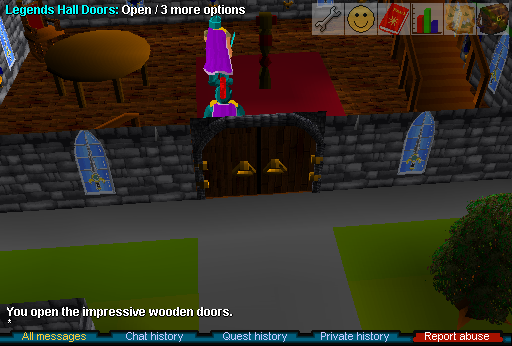 Legends Hall Doors: Open / 3 more options
You open the impressive wooden doors.
*
All messages
Chat history
Quest history
Private history
Report abuse